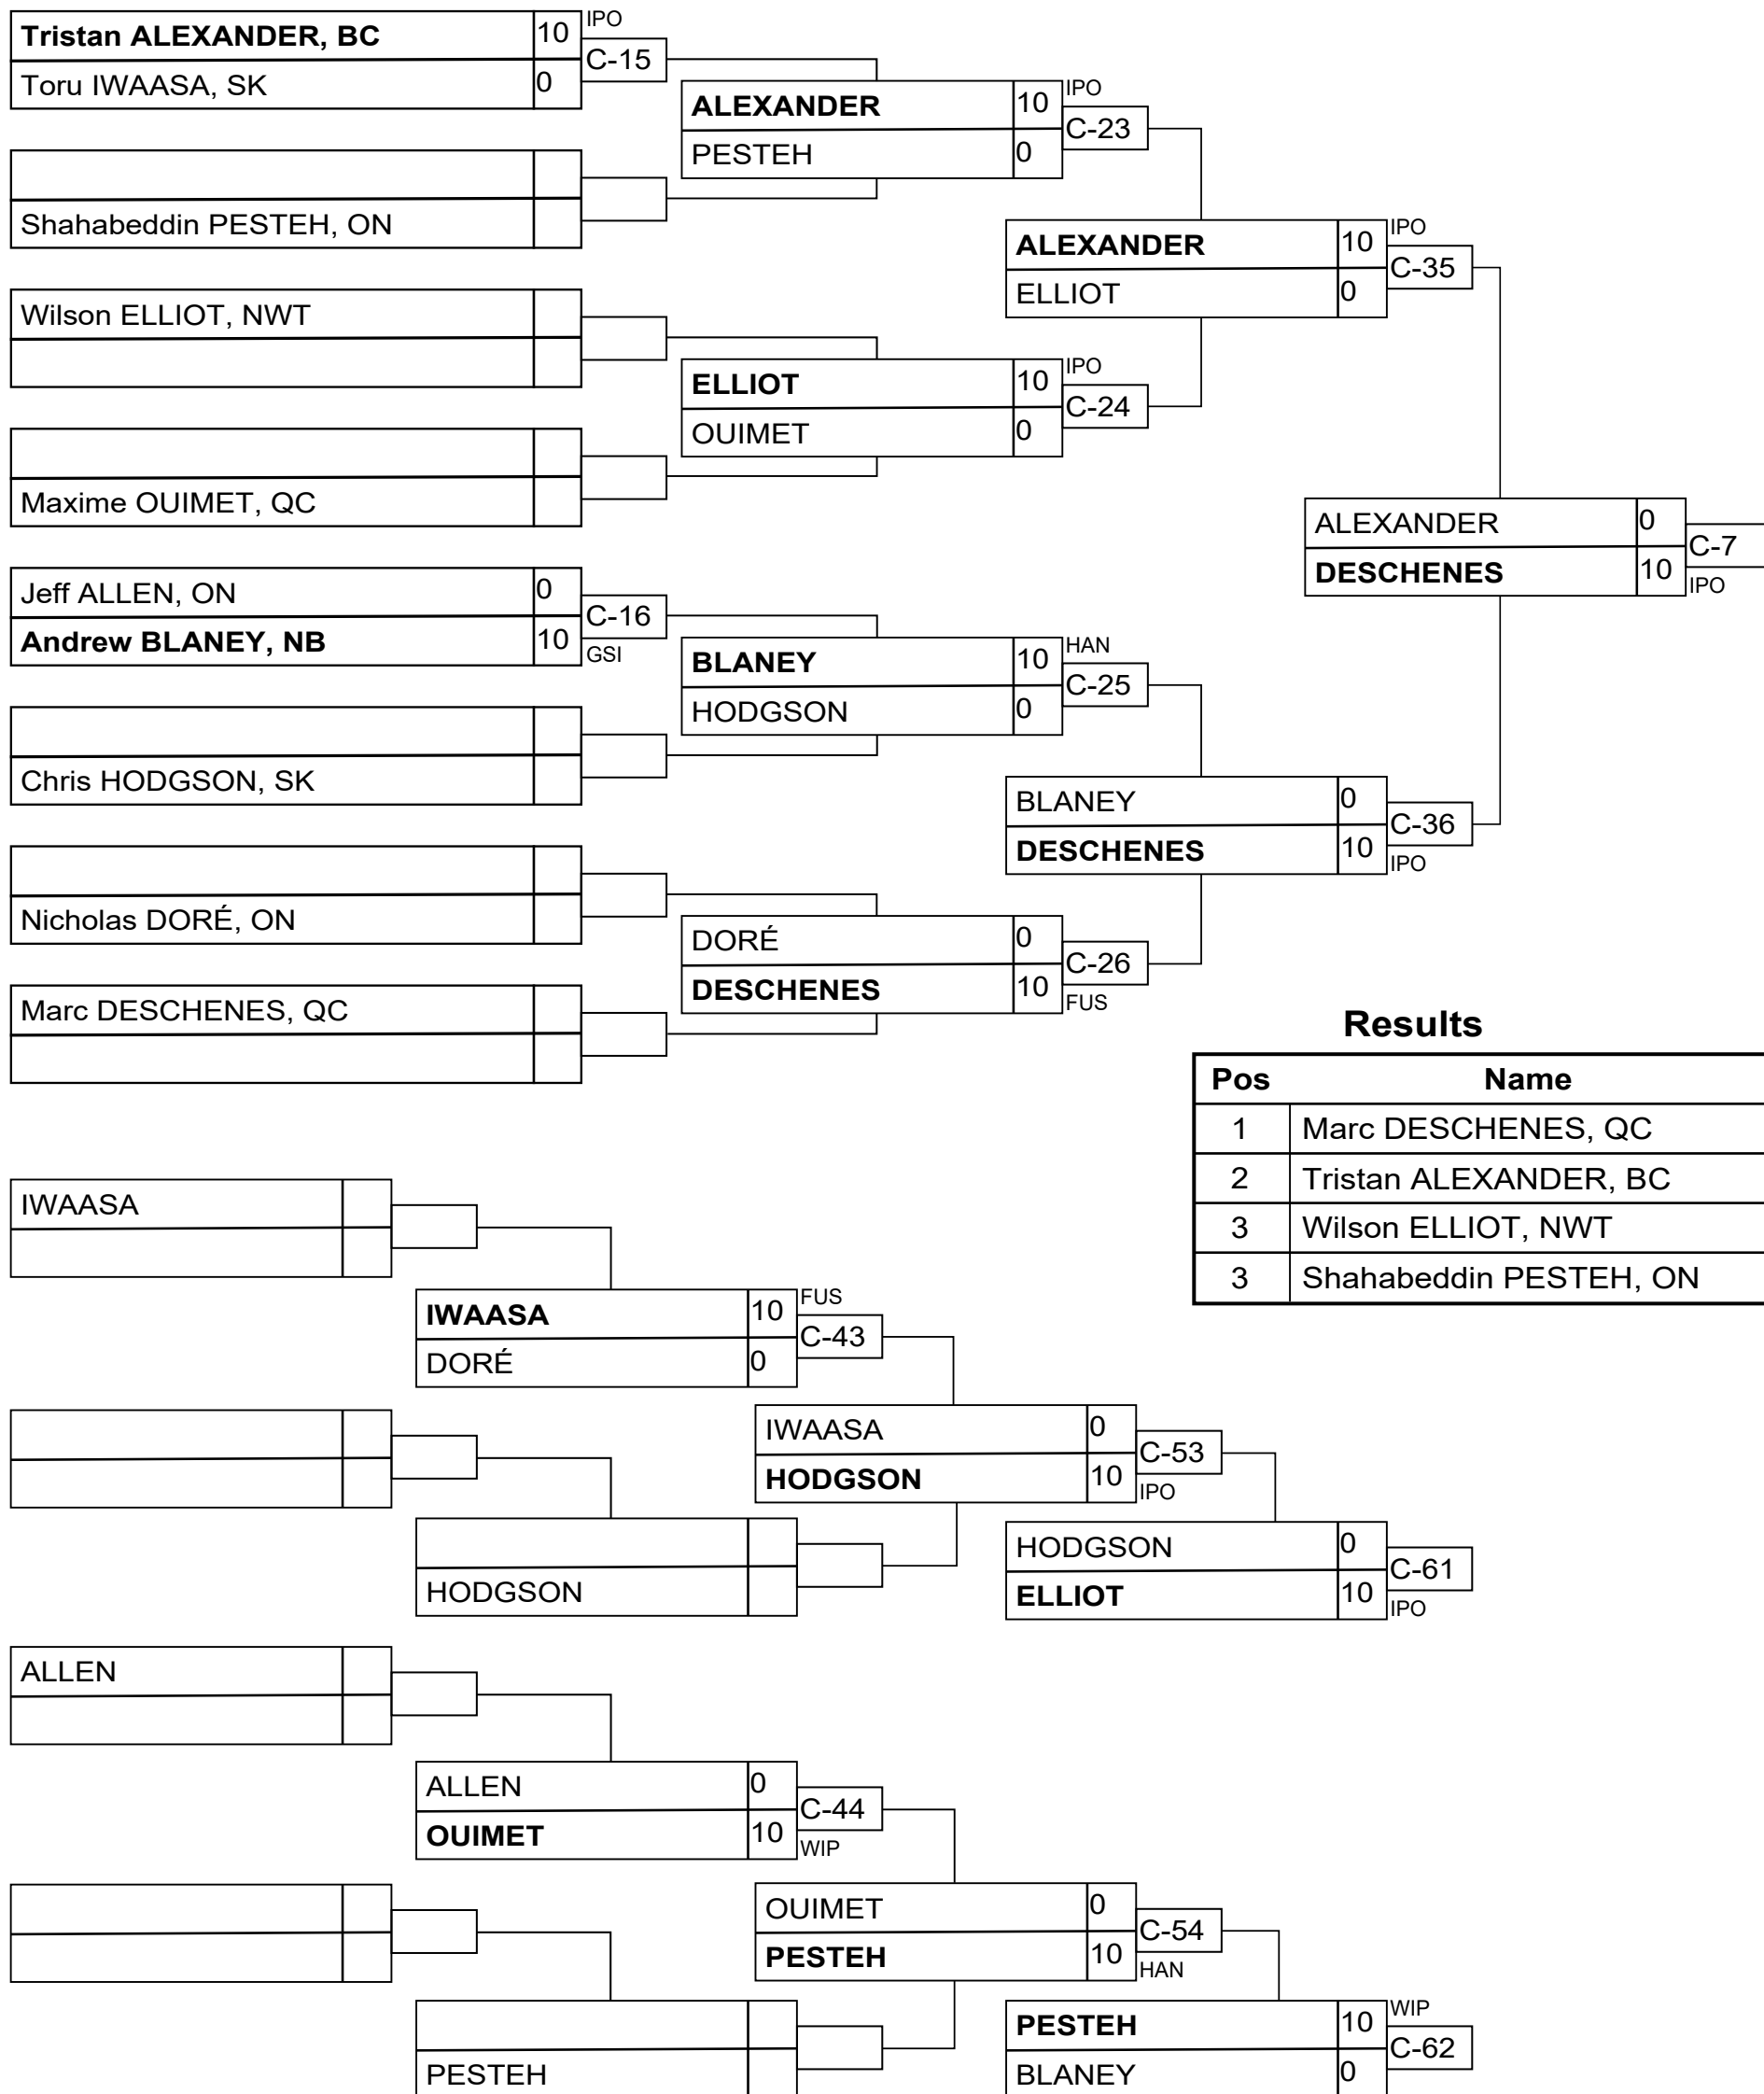 Tristan ALEXANDER, BC 10 IPO
C-15
Toru IWAASA, SK 0
ALEXANDER 10 IPO
C-23
PESTEH 0
Shahabeddin PESTEH, ON
ALEXANDER 10 IPO
C-35
ELLIOT 0
Wilson ELLIOT, NWT
ELLIOT 10 IPO
C-24
OUIMET 0
Maxime OUIMET, QC
ALEXANDER 0
C-7
DESCHENES 10 IPO
Jeff ALLEN, ON 0
C-16
Andrew BLANEY, NB 10 GSI
BLANEY 10 HAN
C-25
HODGSON 0
Chris HODGSON, SK
BLANEY 0
C-36
DESCHENES 10 IPO
Nicholas DORÉ, ON
DORÉ 0
C-26
DESCHENES 10 FUS
Marc DESCHENES, QC
Results
Pos Name
1 Marc DESCHENES, QC
2 Tristan ALEXANDER, BC
3 Wilson ELLIOT, NWT
3 Shahabeddin PESTEH, ON
IWAASA
IWAASA 10 FUS
C-43
DORÉ 0
IWAASA 0
C-53
HODGSON 10 IPO
HODGSON
HODGSON 0
C-61
ELLIOT 10 IPO
ALLEN
ALLEN 0
C-44
OUIMET 10 WIP
OUIMET 0
C-54
PESTEH 10 HAN
PESTEH
PESTEH 10 WIP
C-62
BLANEY 0